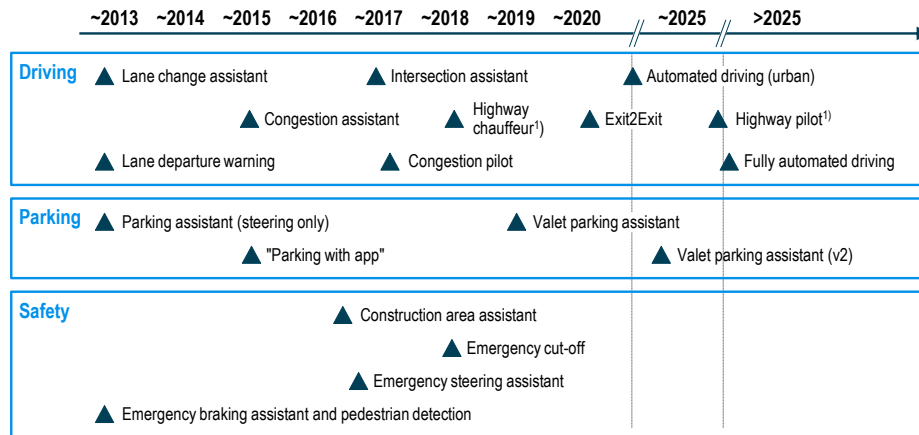 ~2013 ~2014 ~2015 ~2016 ~2017 ~2018 ~2019 ~2020 ~2025 >2025
Driving
Lane change assistant Intersection assistant Automated driving (urban)
Congestion assistant Highway chauffeur¹) Exit2Exit Highway pilot¹⁾
Lane departure warning Congestion pilot Fully automated driving
Parking
Parking assistant (steering only) Valet parking assistant
"Parking with app" Valet parking assistant (v2)
Safety
Construction area assistant
Emergency cut-off
Emergency steering assistant
Emergency braking assistant and pedestrian detection